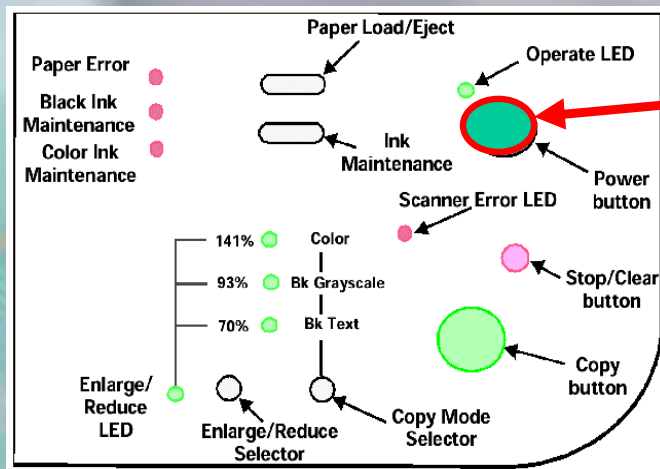 Paper Load/Eject
Operate LED
Paper Error
Black Ink
Maintenance
Color Ink
Maintenance
Ink
Maintenance
Power
button
Scanner Error LED
141%
Color
93%
Bk Grayscale
70%
Bk Text
Stop/Clear
button
Copy
button
Enlarge/
Reduce
LED
Enlarge/Reduce
Selector
Copy Mode
Selector